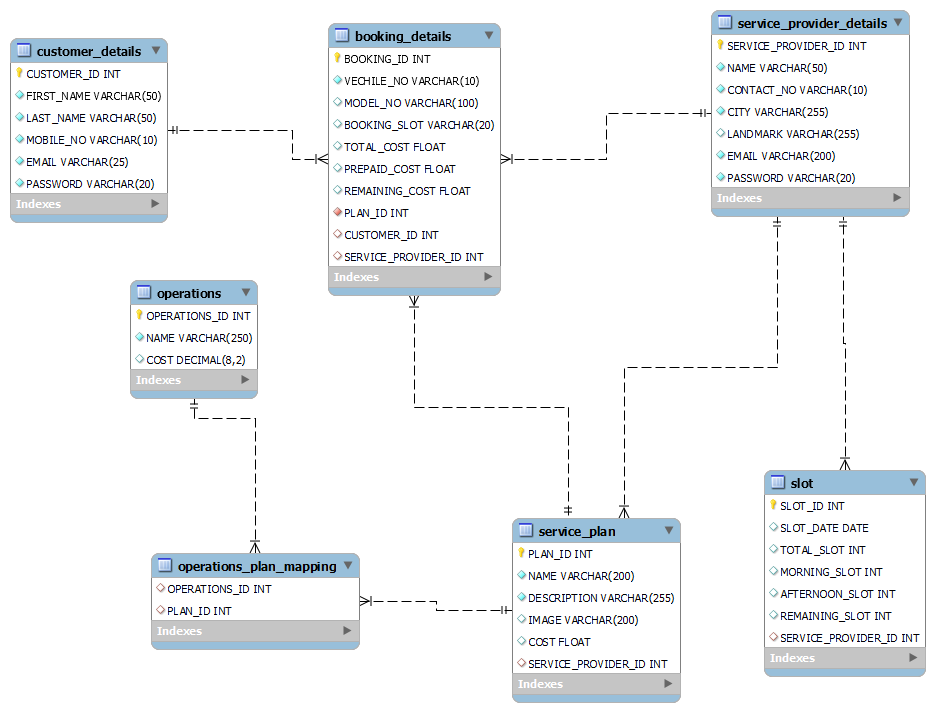 customer_details
CUSTOMER_ID INT
FIRST_NAME VARCHAR(50)
LAST_NAME VARCHAR(50)
MOBILE_NO VARCHAR(10)
EMAIL VARCHAR(25)
PASSWORD VARCHAR(20)
Indexes
booking_details
BOOKING_ID INT
VECHILE_NO VARCHAR(10)
MODEL_NO VARCHAR(100)
BOOKING_SLOT VARCHAR(20)
TOTAL_COST FLOAT
PREPAID_COST FLOAT
REMAINING_COST FLOAT
PLAN_ID INT
CUSTOMER_ID INT
SERVICE_PROVIDER_ID INT
Indexes
service_provider_details
SERVICE_PROVIDER_ID INT
NAME VARCHAR(50)
CONTACT_NO VARCHAR(10)
CITY VARCHAR(255)
LANDMARK VARCHAR(255)
EMAIL VARCHAR(200)
PASSWORD VARCHAR(20)
Indexes
operations
OPERATIONS_ID INT
NAME VARCHAR(250)
COST DECIMAL(8,2)
Indexes
operations_plan_mapping
OPERATIONS_ID INT
PLAN_ID INT
Indexes
service_plan
PLAN_ID INT
NAME VARCHAR(200)
DESCRIPTION VARCHAR(255)
IMAGE VARCHAR(200)
COST FLOAT
SERVICE_PROVIDER_ID INT
Indexes
slot
SLOT_ID INT
SLOT_DATE DATE
TOTAL_SLOT INT
MORNING_SLOT INT
AFTERNOON_SLOT INT
REMAINING_SLOT INT
SERVICE_PROVIDER_ID INT
Indexes